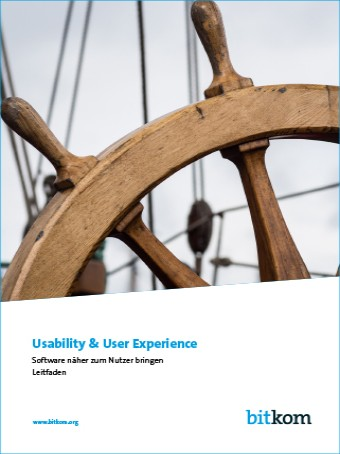 Usability & User Experience
Software näher zum Nutzer bringen
Leitfaden
www.bitkom.org
bitkom